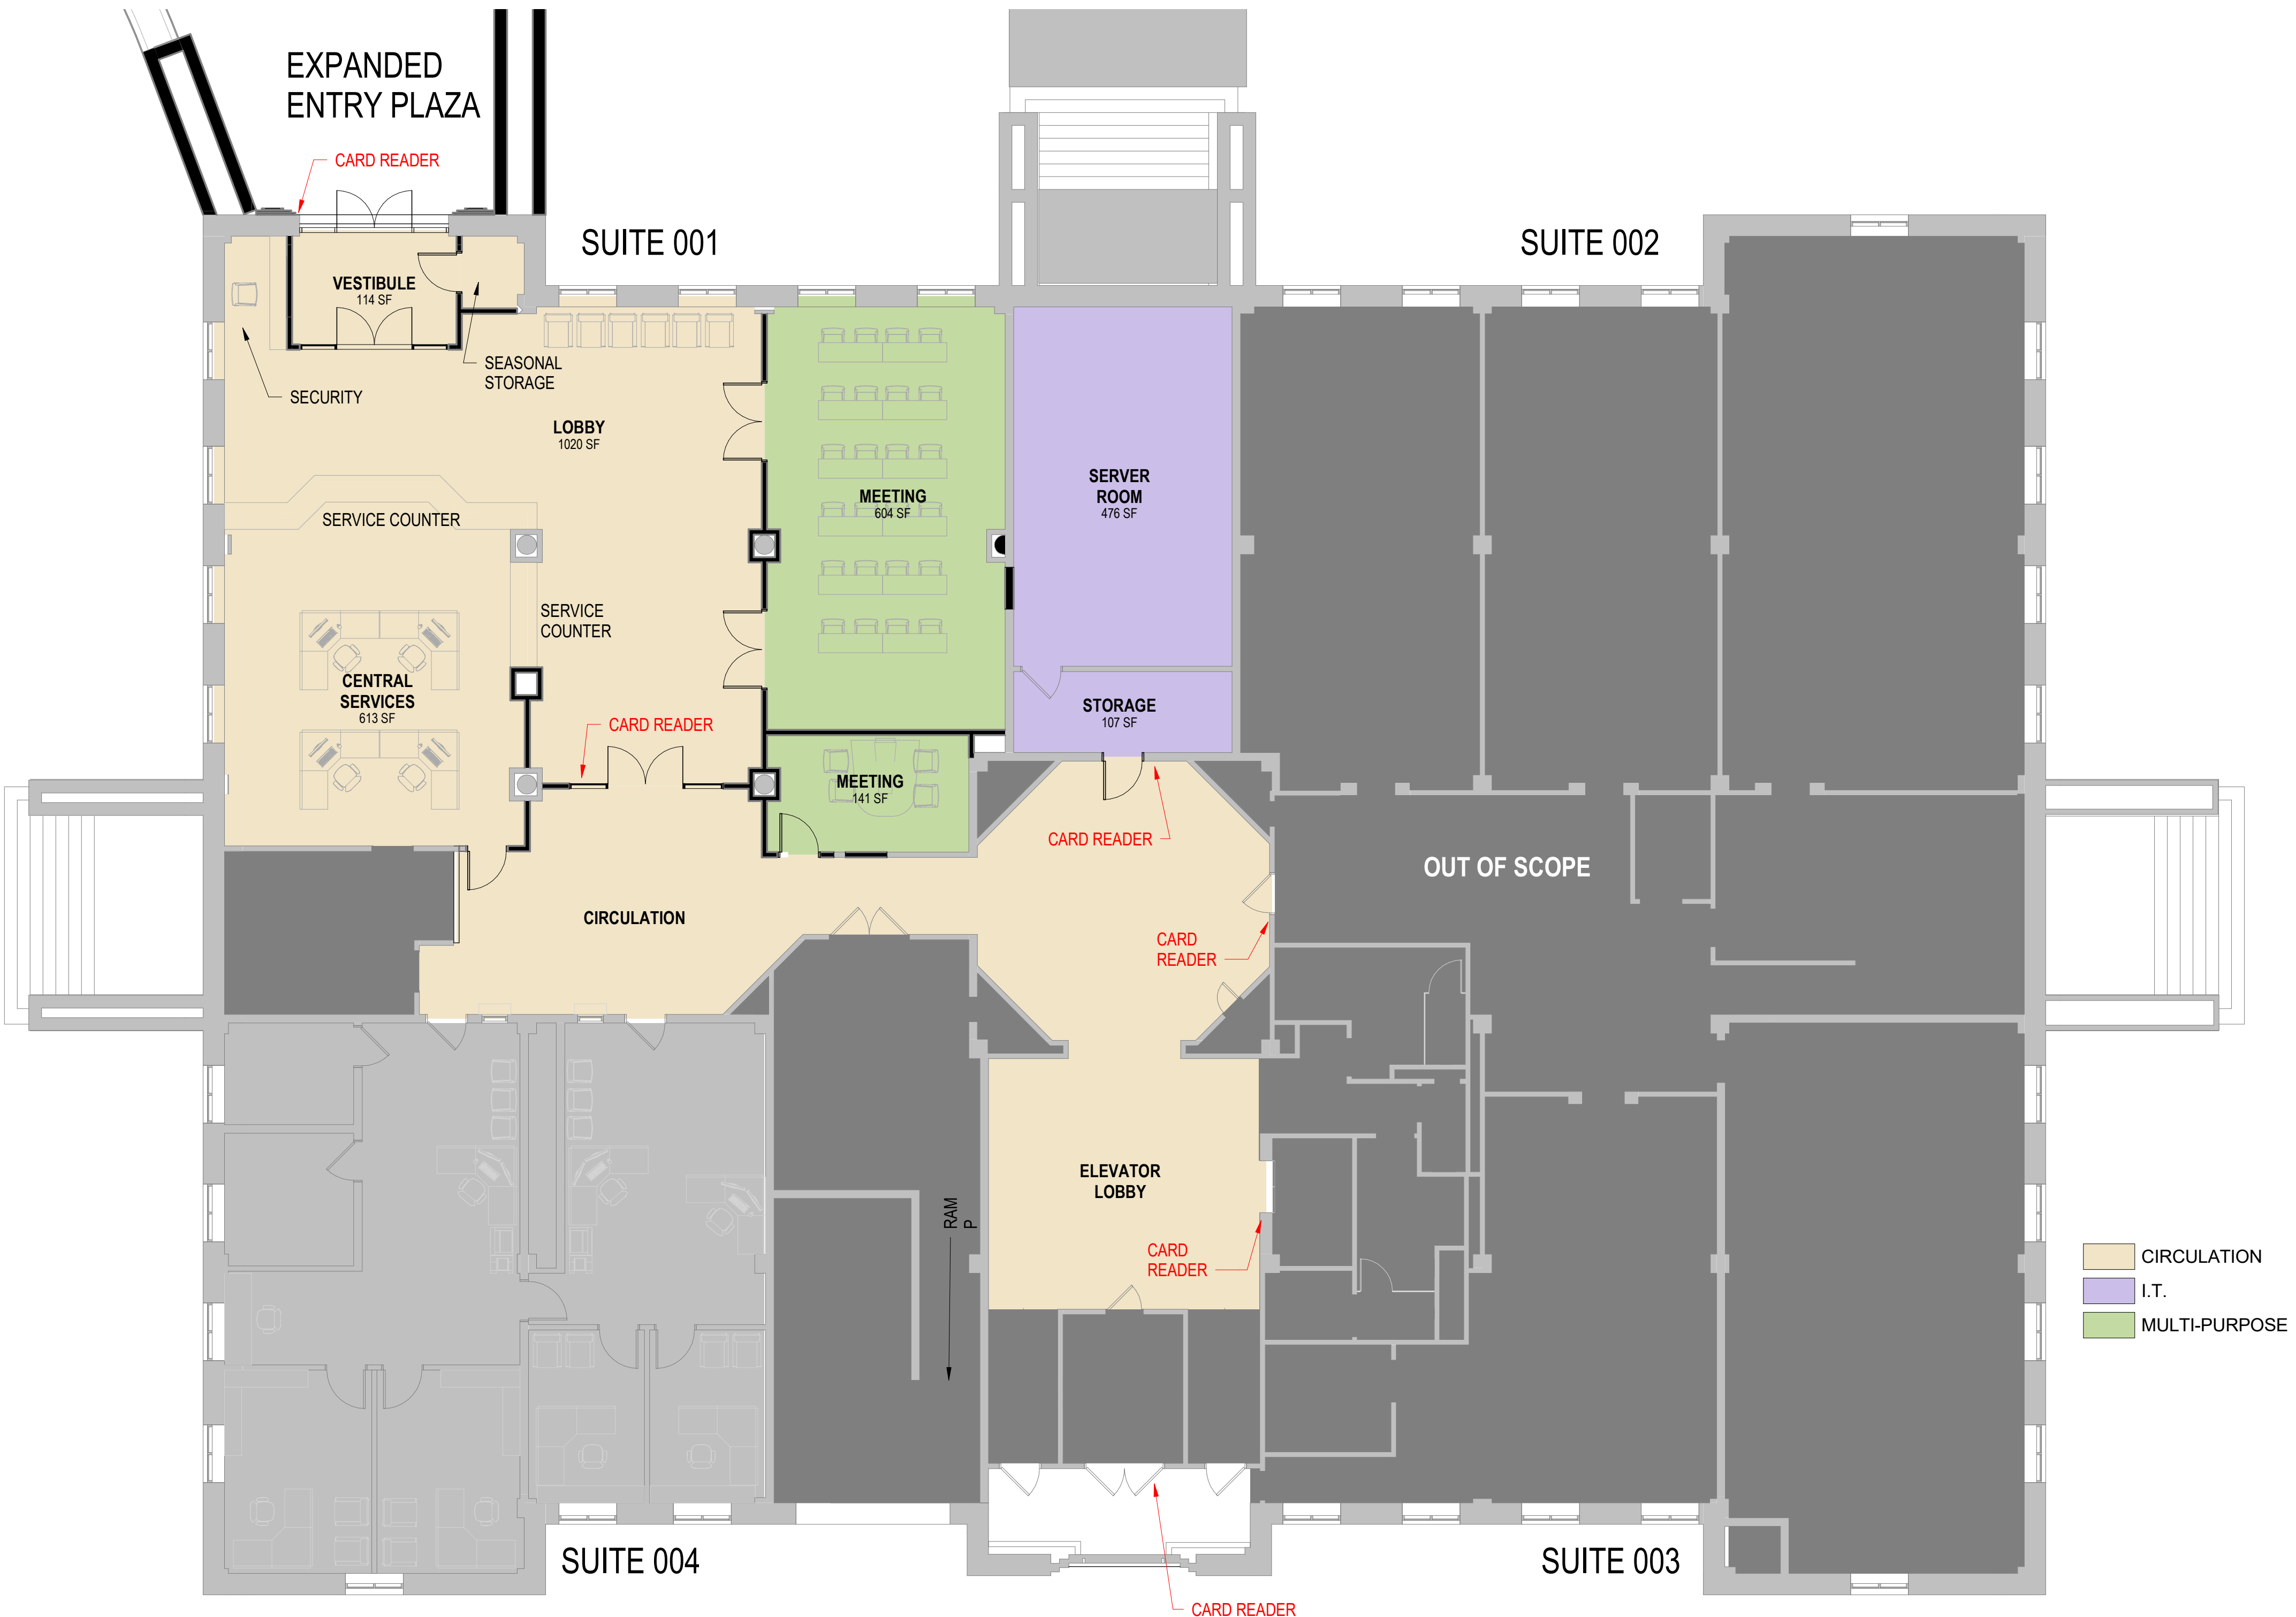 EXPANDED
ENTRY PLAZA
CARD READER
SUITE 001
SUITE 002
VESTIBULE
114 SF
SEASONAL
STORAGE
SECURITY
LOBBY
1020 SF
SERVICE COUNTER
MEETING
604 SF
SERVER
ROOM
476 SF
SERVICE
COUNTER
CENTRAL
SERVICES
613 SF
CARD READER
STORAGE
107 SF
MEETING
141 SF
CARD READER
OUT OF SCOPE
CIRCULATION
CARD
READER
ELEVATOR
LOBBY
RAM
P
CARD
READER
CIRCULATION
I.T.
MULTI-PURPOSE
SUITE 004
SUITE 003
CARD READER